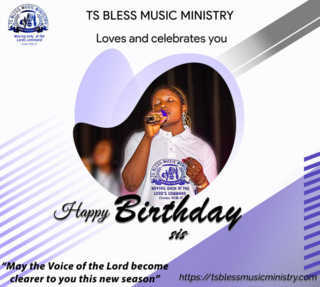 TS BLESS MUSIC MINISTRY
Loves and celebrates you
Happy Birthday
sis
“May the Voice of the Lord become
clearer to you this new season”
https://tsblessmusicministry.com